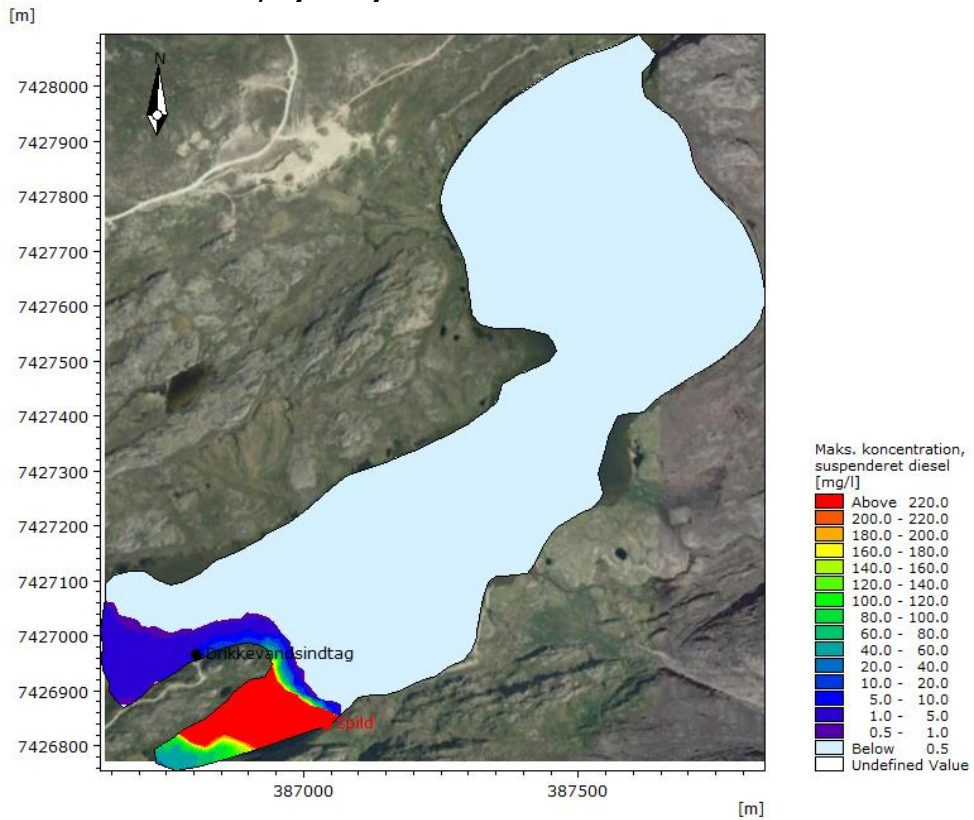 [m]
N
7428000
7427900
7427800
7427700
7427600
7427500
7427400
7427300
7427200
7427100
7427000
7426900
7426800
Drikkevandsindtag
Spild
387000
387500
[m]
Maks. koncentration,
suspenderet diesel
[mg/l]
Above 220.0
200.0 - 220.0
180.0 - 200.0
160.0 - 180.0
140.0 - 160.0
120.0 - 140.0
100.0 - 120.0
80.0 - 100.0
60.0 - 80.0
40.0 - 60.0
20.0 - 40.0
10.0 - 20.0
5.0 - 10.0
1.0 - 5.0
0.5 - 1.0
Below 0.5
Undefined Value